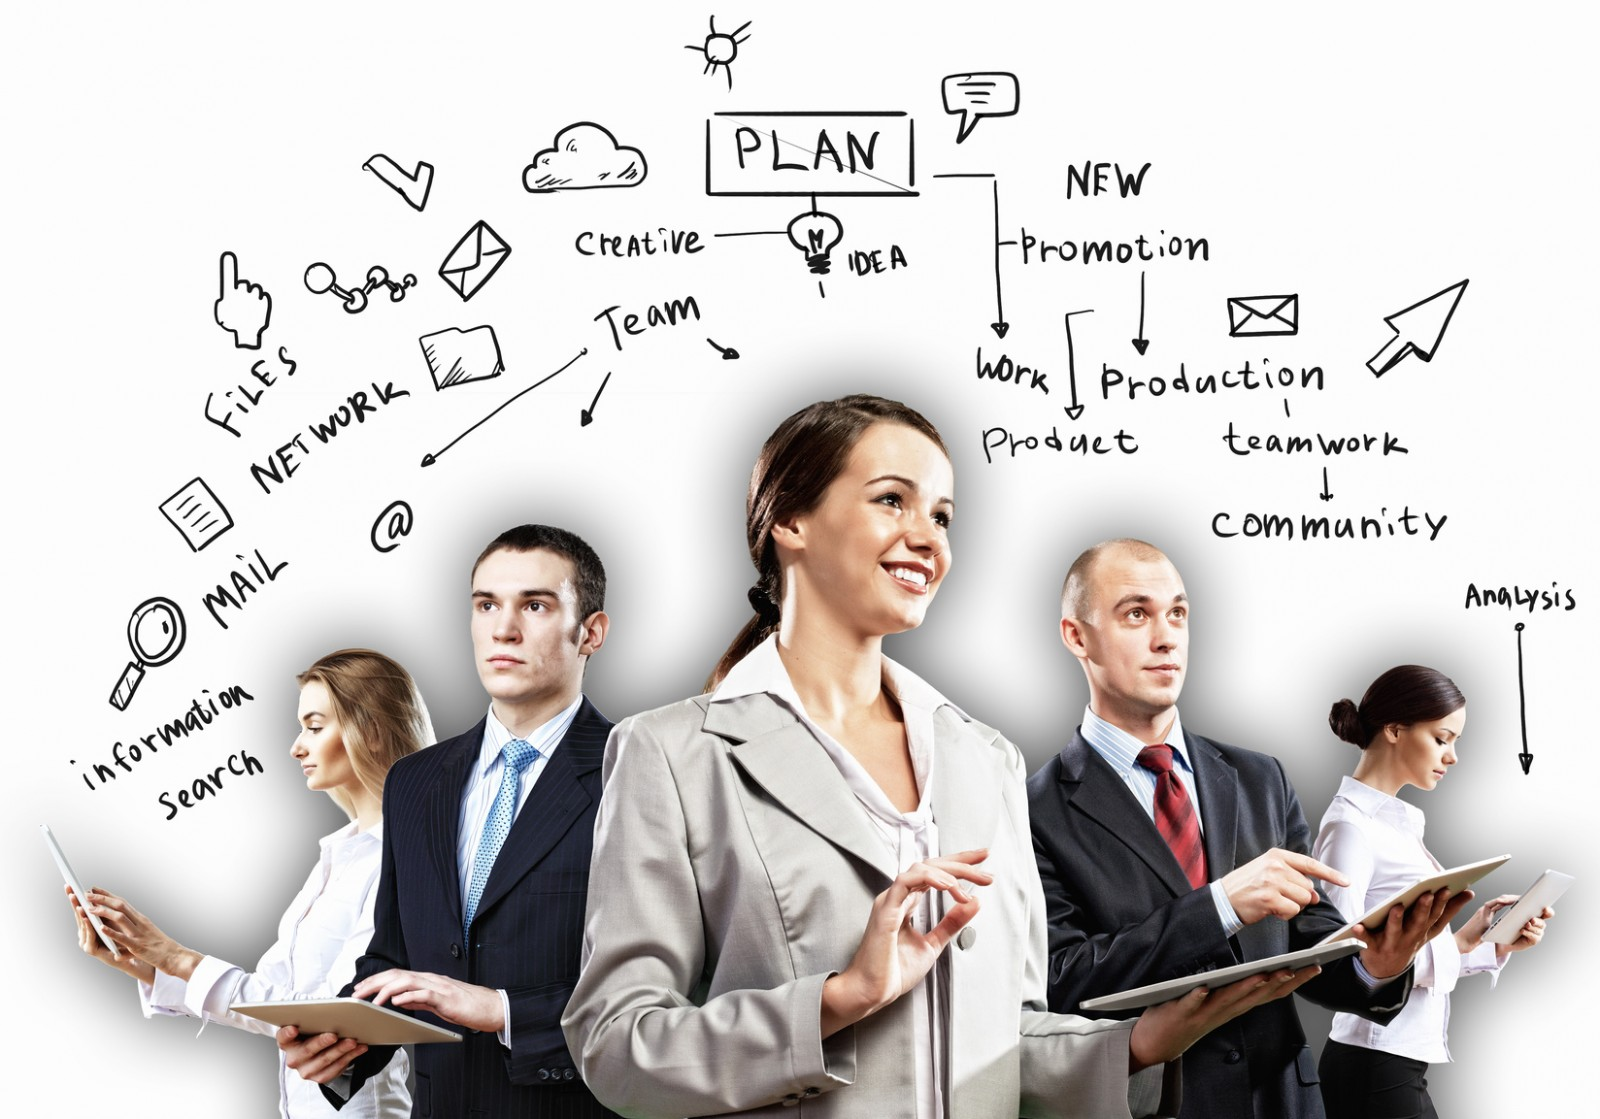 PLAN
NEW
Creative
IDEA
Promotion
Team
FILES
Work
Production
NETWORK
Product
teamwork
@
community
MAIL
Analysis
information
search